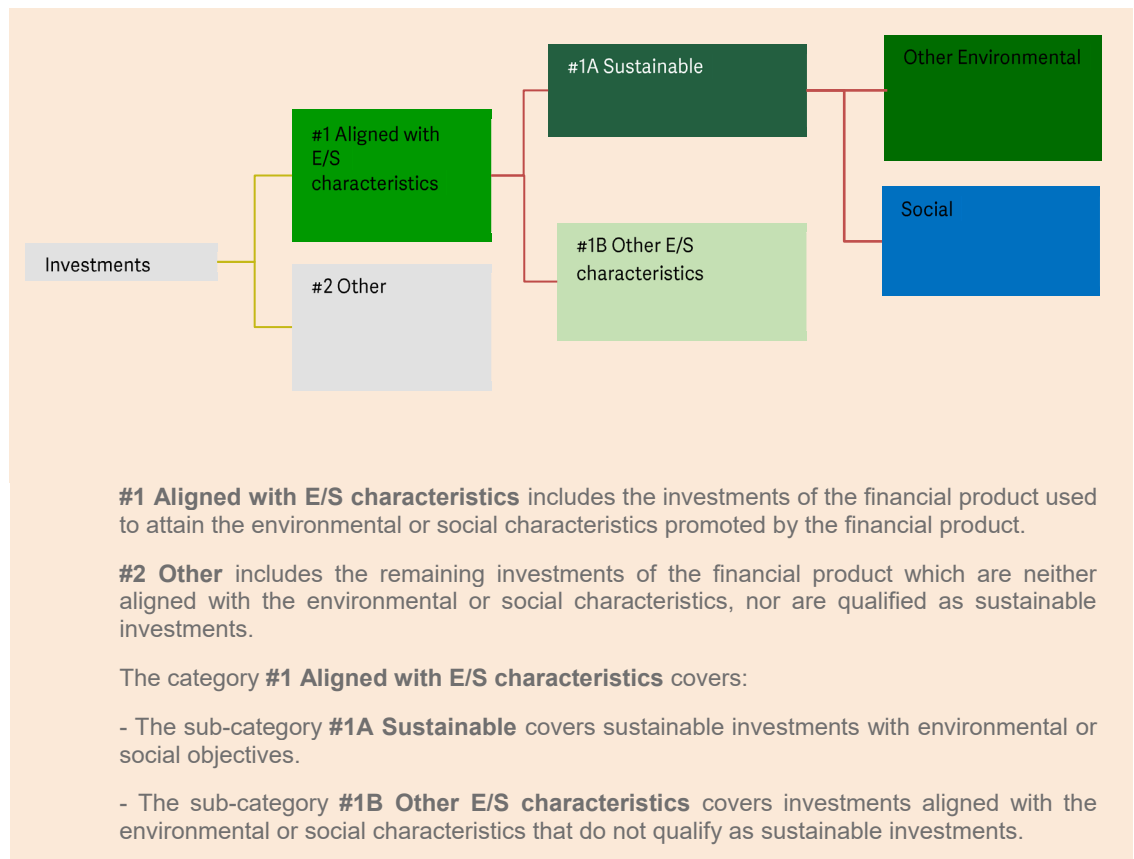 #1A Sustainable
Other Environmental
#1 Aligned with
E/S
characteristics
Social
#1B Other E/S
characteristics
Investments
#2 Other
#1 Aligned with E/S characteristics includes the investments of the financial product used
to attain the environmental or social characteristics promoted by the financial product.
#2 Other includes the remaining investments of the financial product which are neither
aligned with the environmental or social characteristics, nor are qualified as sustainable
investments.
The category #1 Aligned with E/S characteristics covers:
- The sub-category #1A Sustainable covers sustainable investments with environmental or
social objectives.
- The sub-category #1B Other E/S characteristics covers investments aligned with the
environmental or social characteristics that do not qualify as sustainable investments.